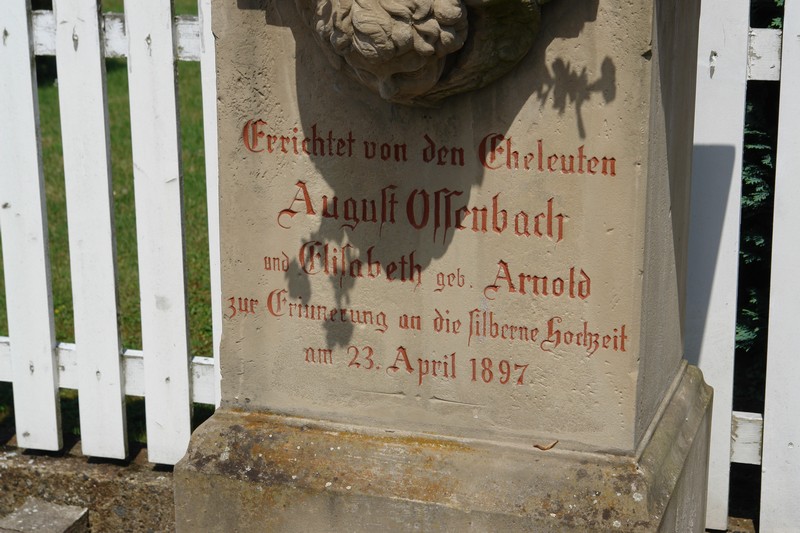 Errichtet von den Eheleuten
Auguſt Oſſenbach
und Eliſabeth geb. Arnold
zur Erinnerung an die ſilberne Hochzeit
am 23. April 1897